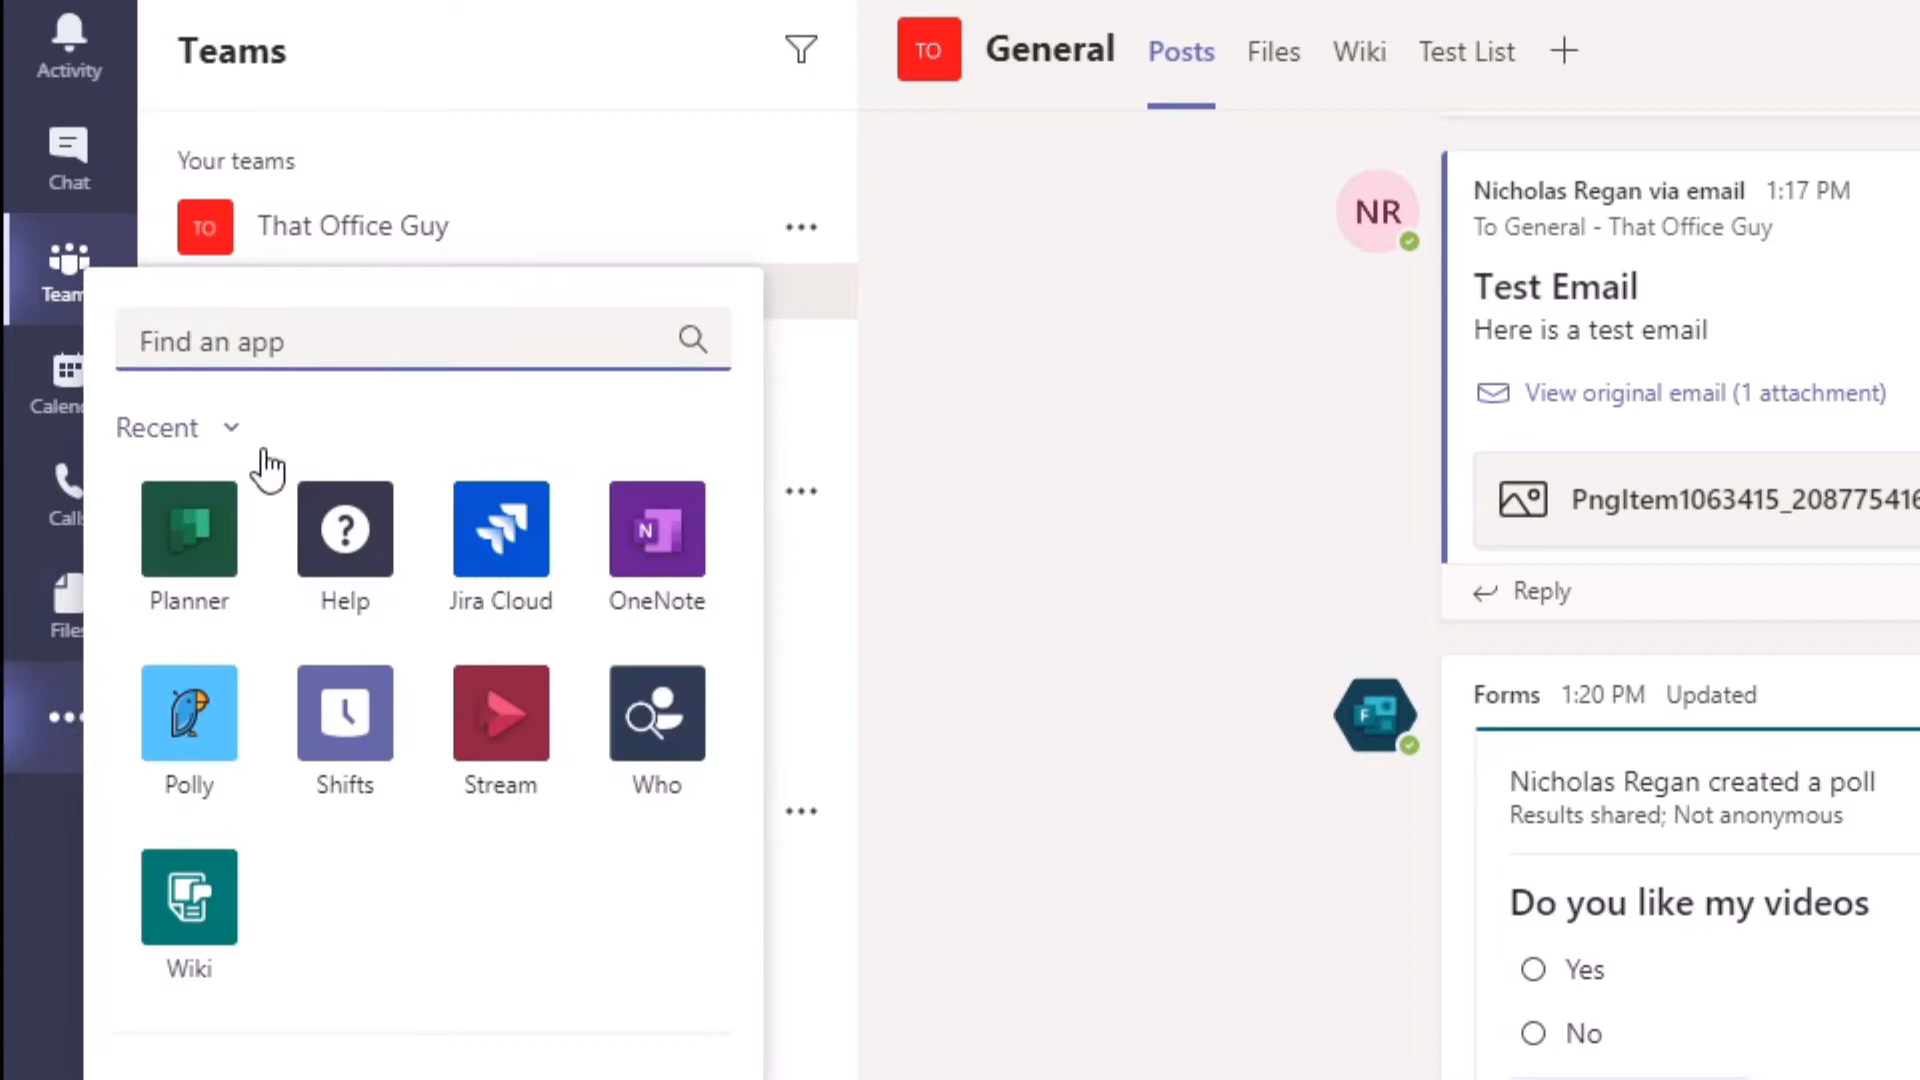 Activity
Chat
Team
Calend
Calls
Files
Teams
Your teams
TO
That Office Guy
Find an app
Recent
Planner
Help
Jira Cloud
N
OneNote
Polly
Shifts
Stream
Who
Wiki
TO
General
Posts
Files
Wiki
Test List
NR
Nicholas Regan via email 1:17 PM
To General - That Office Guy
Test Email
Here is a test email
View original email (1 attachment)
PngItem1063415_20877541
Reply
F
Forms 1:20 PM Updated
Nicholas Regan created a poll
Results shared; Not anonymous
Do you like my videos
Yes
No